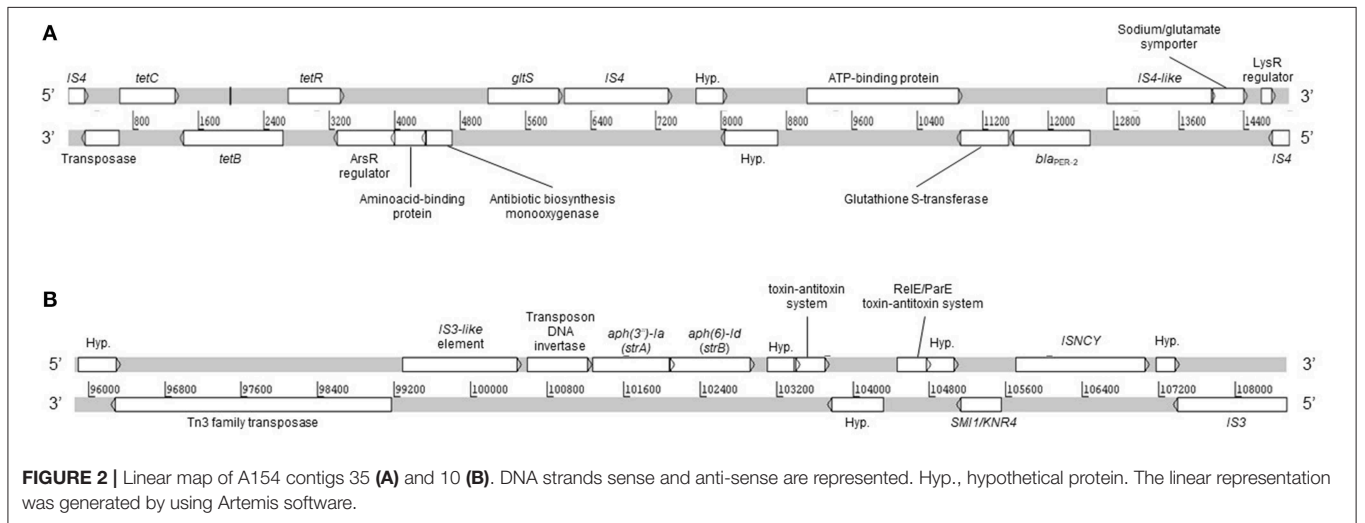 A
Sodium/glutamate
symporter
IS4 tetC tetR gltS IS4 Hyp. ATP-binding protein IS4-like LysR
regulator
5’ 3’
800 1600 2400 3200 4000 4800 5600 6400 7200 8000 8800 9600 10400 11200 12000 12800 13600 14400
3’ 5’
Transposase tetB ArsR
regulator Hyp. blaPER-2 IS4
Aminoacid-binding
protein
Antibiotic biosynthesis
monooxygenase
Glutathione S-transferase
B
toxin-antitoxin
system
RelE/ParE
toxin-antitoxin system
Hyp. IS3-like
element
Transposon
DNA
invertase
aph(3”)-Ia
(strA)
aph(6)-Id
(strB)
Hyp. Hyp. ISNCY Hyp.
5’ 3’
96000 96800 97600 98400 99200 100000 100800 101600 102400 103200 104000 104800 105600 106400 107200 108000
3’ 5’
Tn3 family transposase Hyp. SMI1/KNR4 IS3
FIGURE 2 | Linear map of A154 contigs 35 (A) and 10 (B). DNA strands sense and anti-sense are represented. Hyp., hypothetical protein. The linear representation
was generated by using Artemis software.